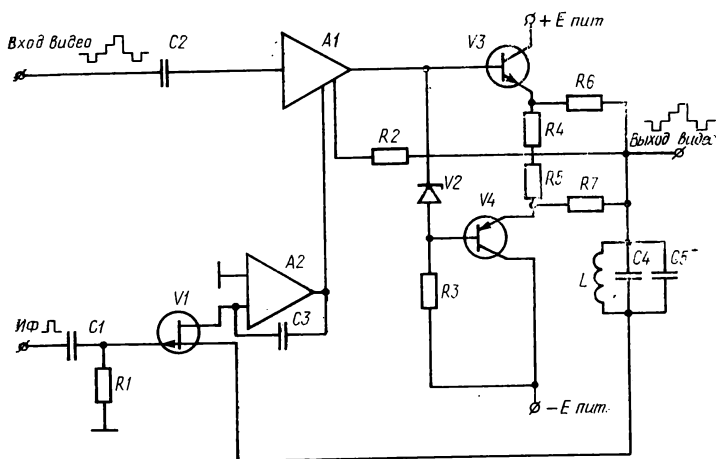 Вход видео
C2
A1
V3
+ E пит.
R6
R4
R2
Выход видео
R5
R7
V2
V4
A2
L
C4
C5
+
V1
R3
ИФ
C1
C3
R1
− E пит.